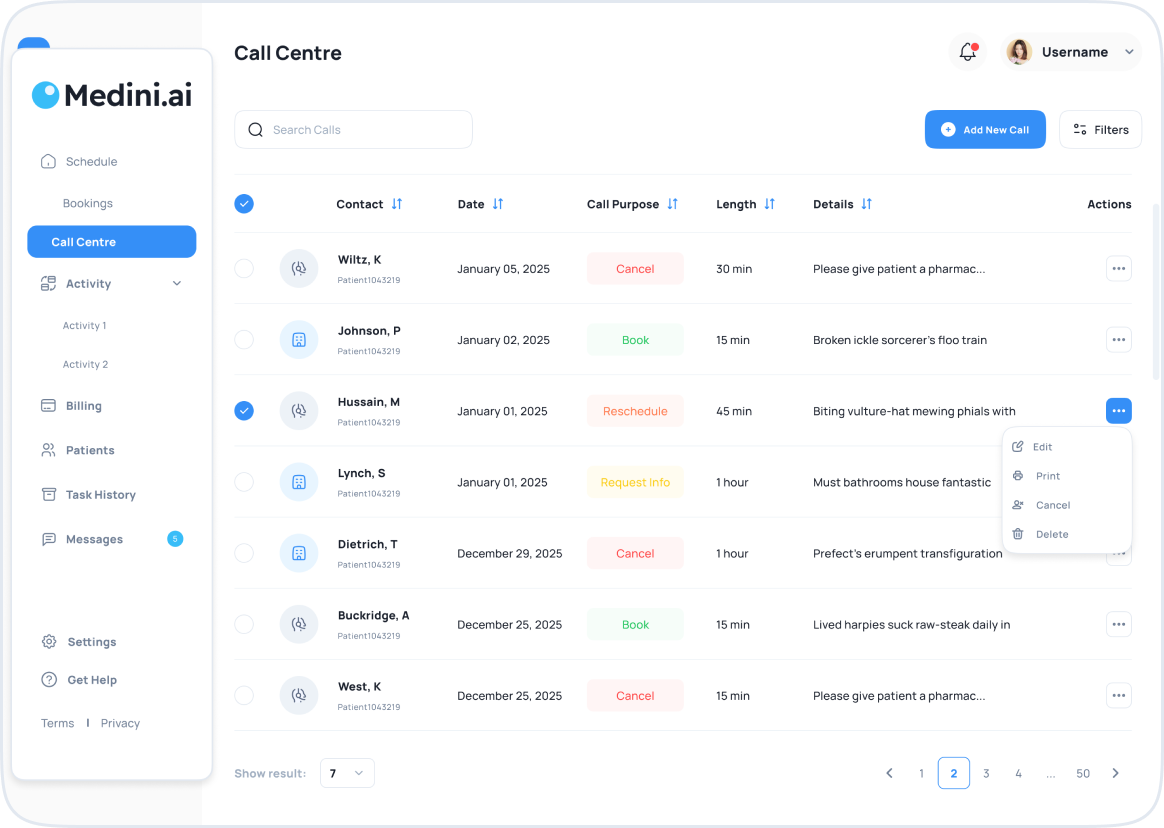 Call Centre
Username
Medini.ai
Search Calls
Add New Call
Filters
Schedule
Bookings
Call Centre
Activity
Activity 1
Activity 2
Billing
Patients
Task History
Messages 5
Settings
Get Help
Terms I Privacy
Contact Date Call Purpose Length Details Actions
Wiltz, K
Patient1043219
January 05, 2025 Cancel 30 min Please give patient a pharmac...
Johnson, P
Patient1043219
January 02, 2025 Book 15 min Broken ickle sorcerer's floo train
Hussain, M
Patient1043219
January 01, 2025 Reschedule 45 min Biting vulture-hat mewing phials with
Edit
Print
Cancel
Delete
Lynch, S
Patient1043219
January 01, 2025 Request Info 1 hour Must bathrooms house fantastic
Dietrich, T
Patient1043219
December 29, 2025 Cancel 1 hour Prefect's erumpent transfiguration
Buckridge, A
Patient1043219
December 25, 2025 Book 15 min Lived harpies suck raw-steak daily in
West, K
Patient1043219
December 25, 2025 Cancel 15 min Please give patient a pharmac...
Show result: 7
1 2 3 4 ... 50